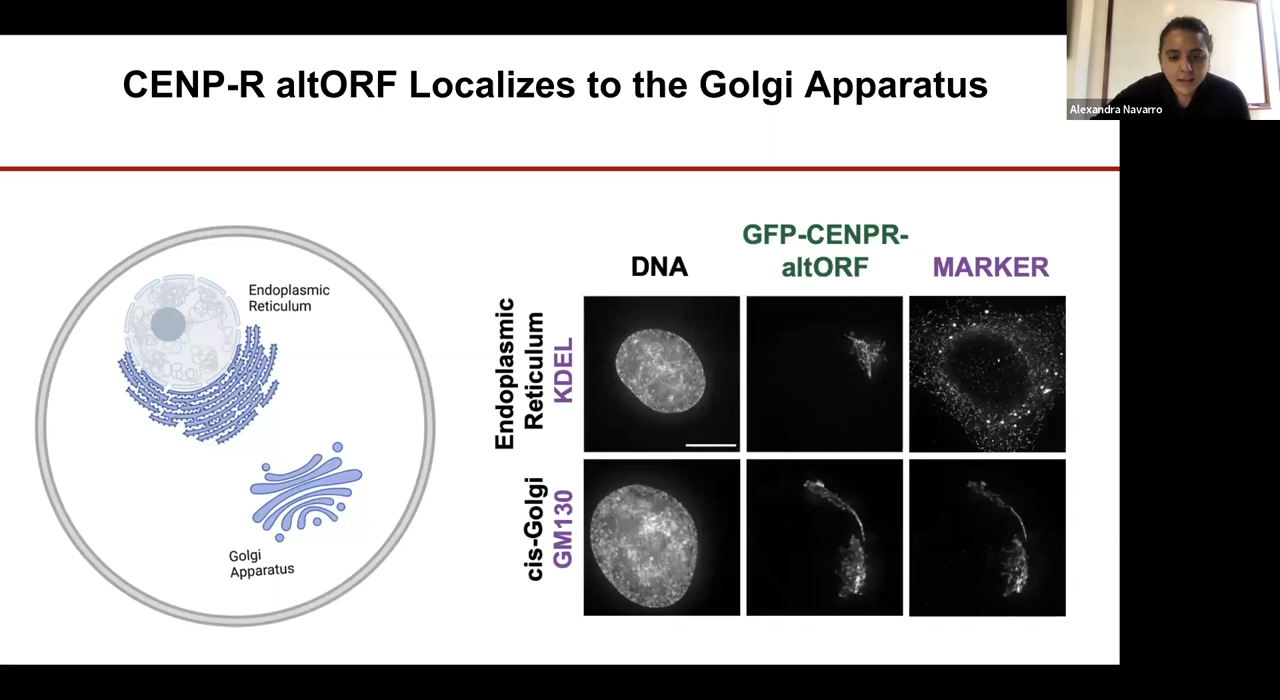 CENP-R altORF Localizes to the Golgi Apparatus
Alexandra Navarro
Endoplasmic
Reticulum
Golgi
Apparatus
DNA
GFP-CENPR-
altORF
MARKER
Endoplasmic
Reticulum
KDEL
cis-Golgi
GM130